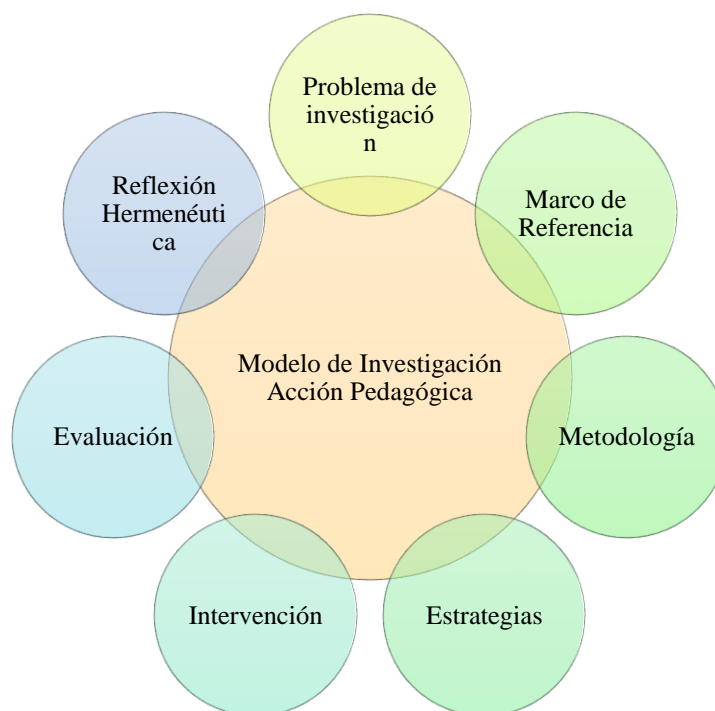 Problema de
investigació
n
Marco de
Referencia
Metodología
Estrategias
Intervención
Evaluación
Reflexión
Hermenéuti
ca
Modelo de Investigación
Acción Pedagógica